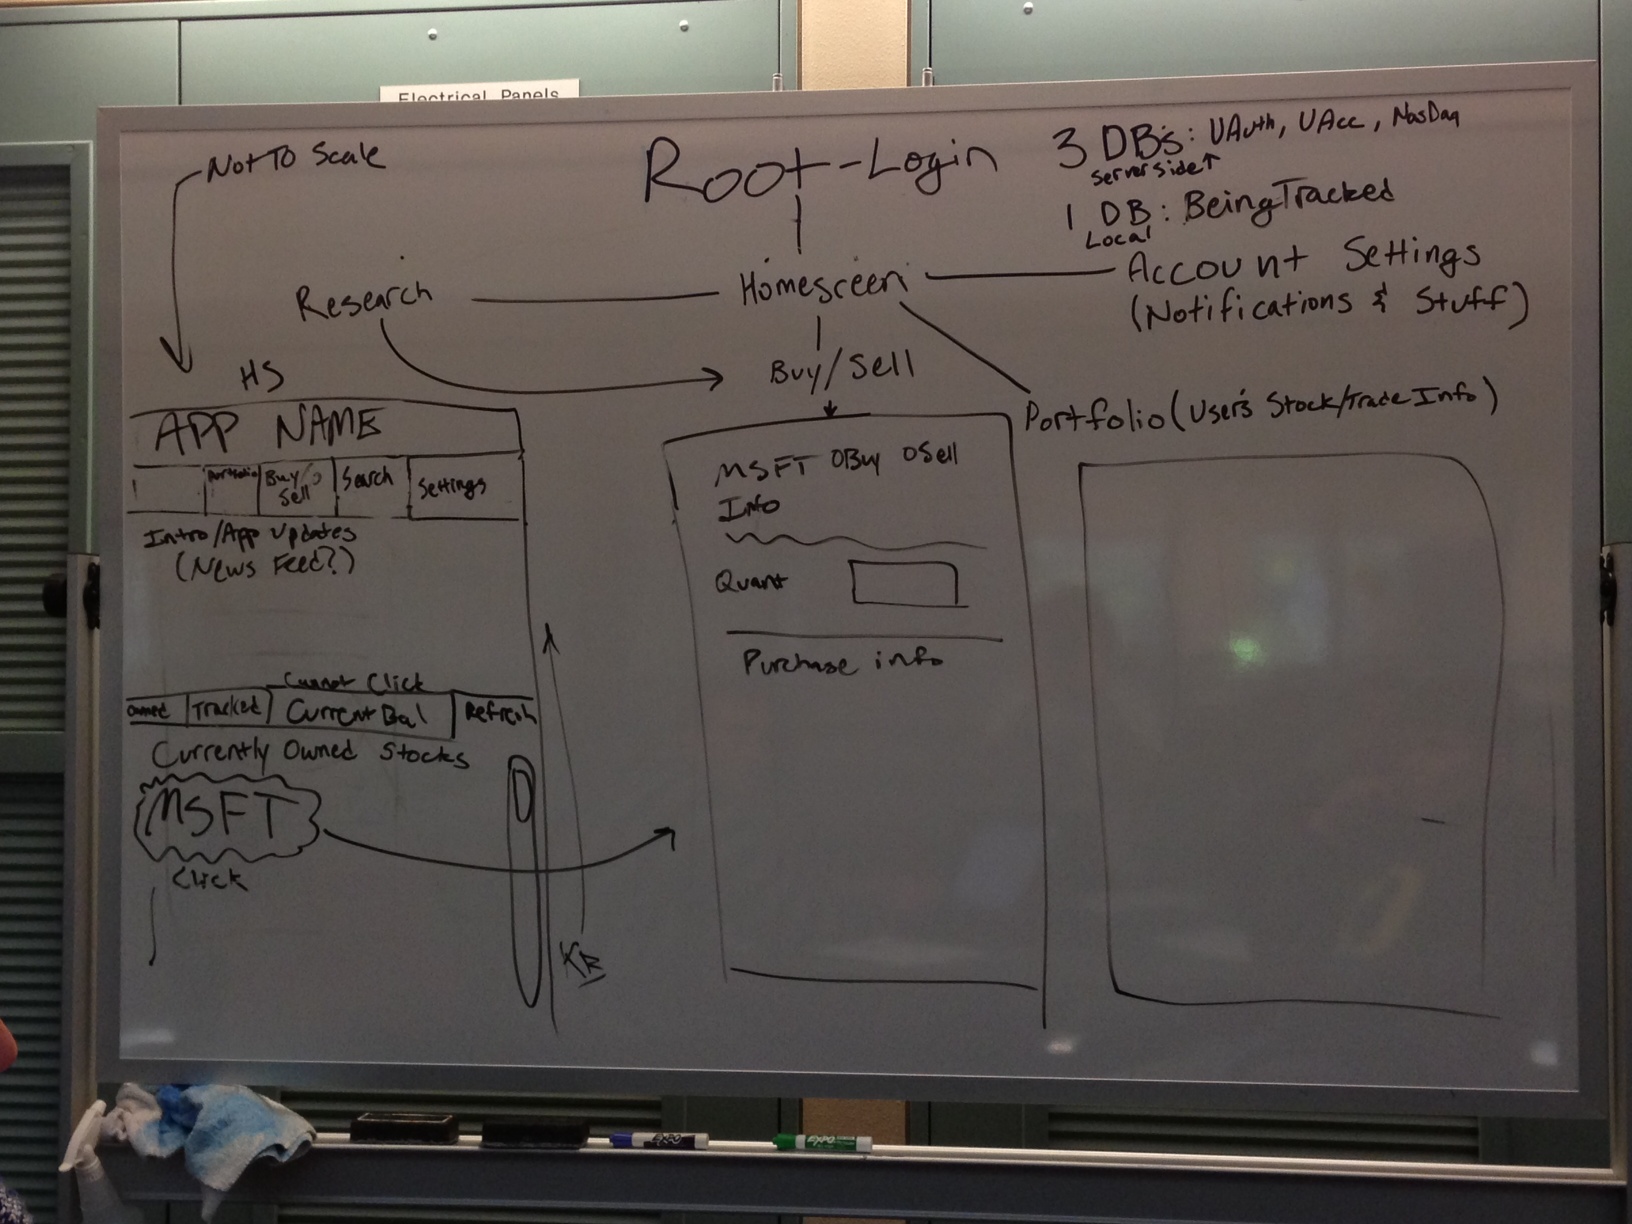 Electrical Panels
Not To Scale
Root-Login
3 DB's: UAuth, UAcc, NasDaq
Server Side↑
1 DB: BeingTracked
Local
Research
Homescreen
Account Settings
(Notifications & Stuff)
Buy/Sell
Portfolio (User's Stock/Trade Info)
HS
APP NAME
Portfolio
Buy/
Sell
Search
Settings
Intro/App Updates
(News Feed?)
Cannot Click
Owned
Tracked
Current Bal
Refresh
Currently Owned Stocks
MSFT
Click
MSFT OBuy OSell
Info
Quant
Purchase info
EXPO
EXPO